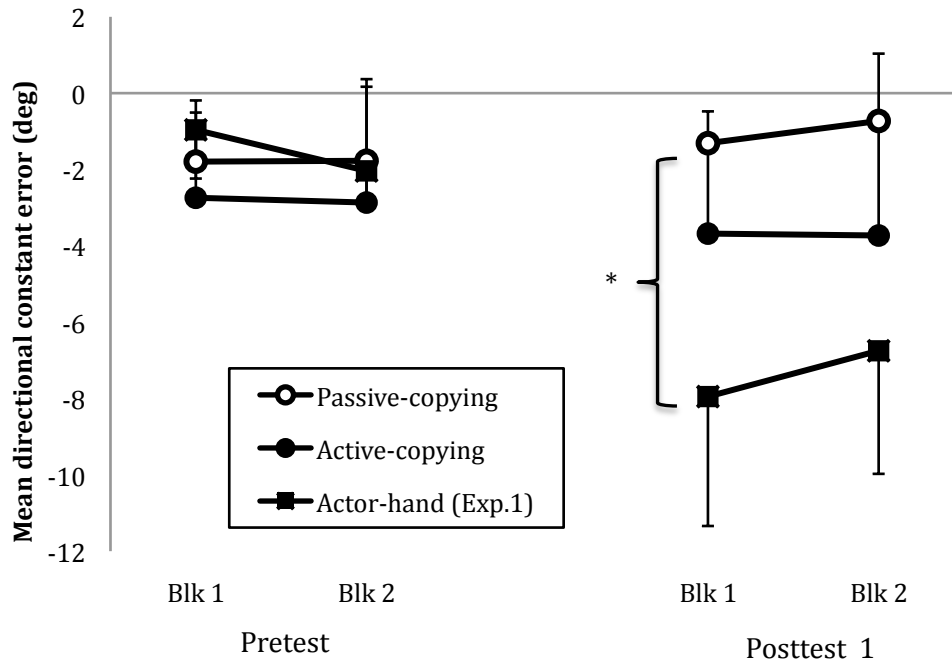 Mean directional constant error (deg)
2
0
-2
-4
-6
-8
-10
-12
*
Passive-copying
Active-copying
Actor-hand (Exp.1)
Blk 1 Blk 2 Blk 1 Blk 2
Pretest Posttest 1